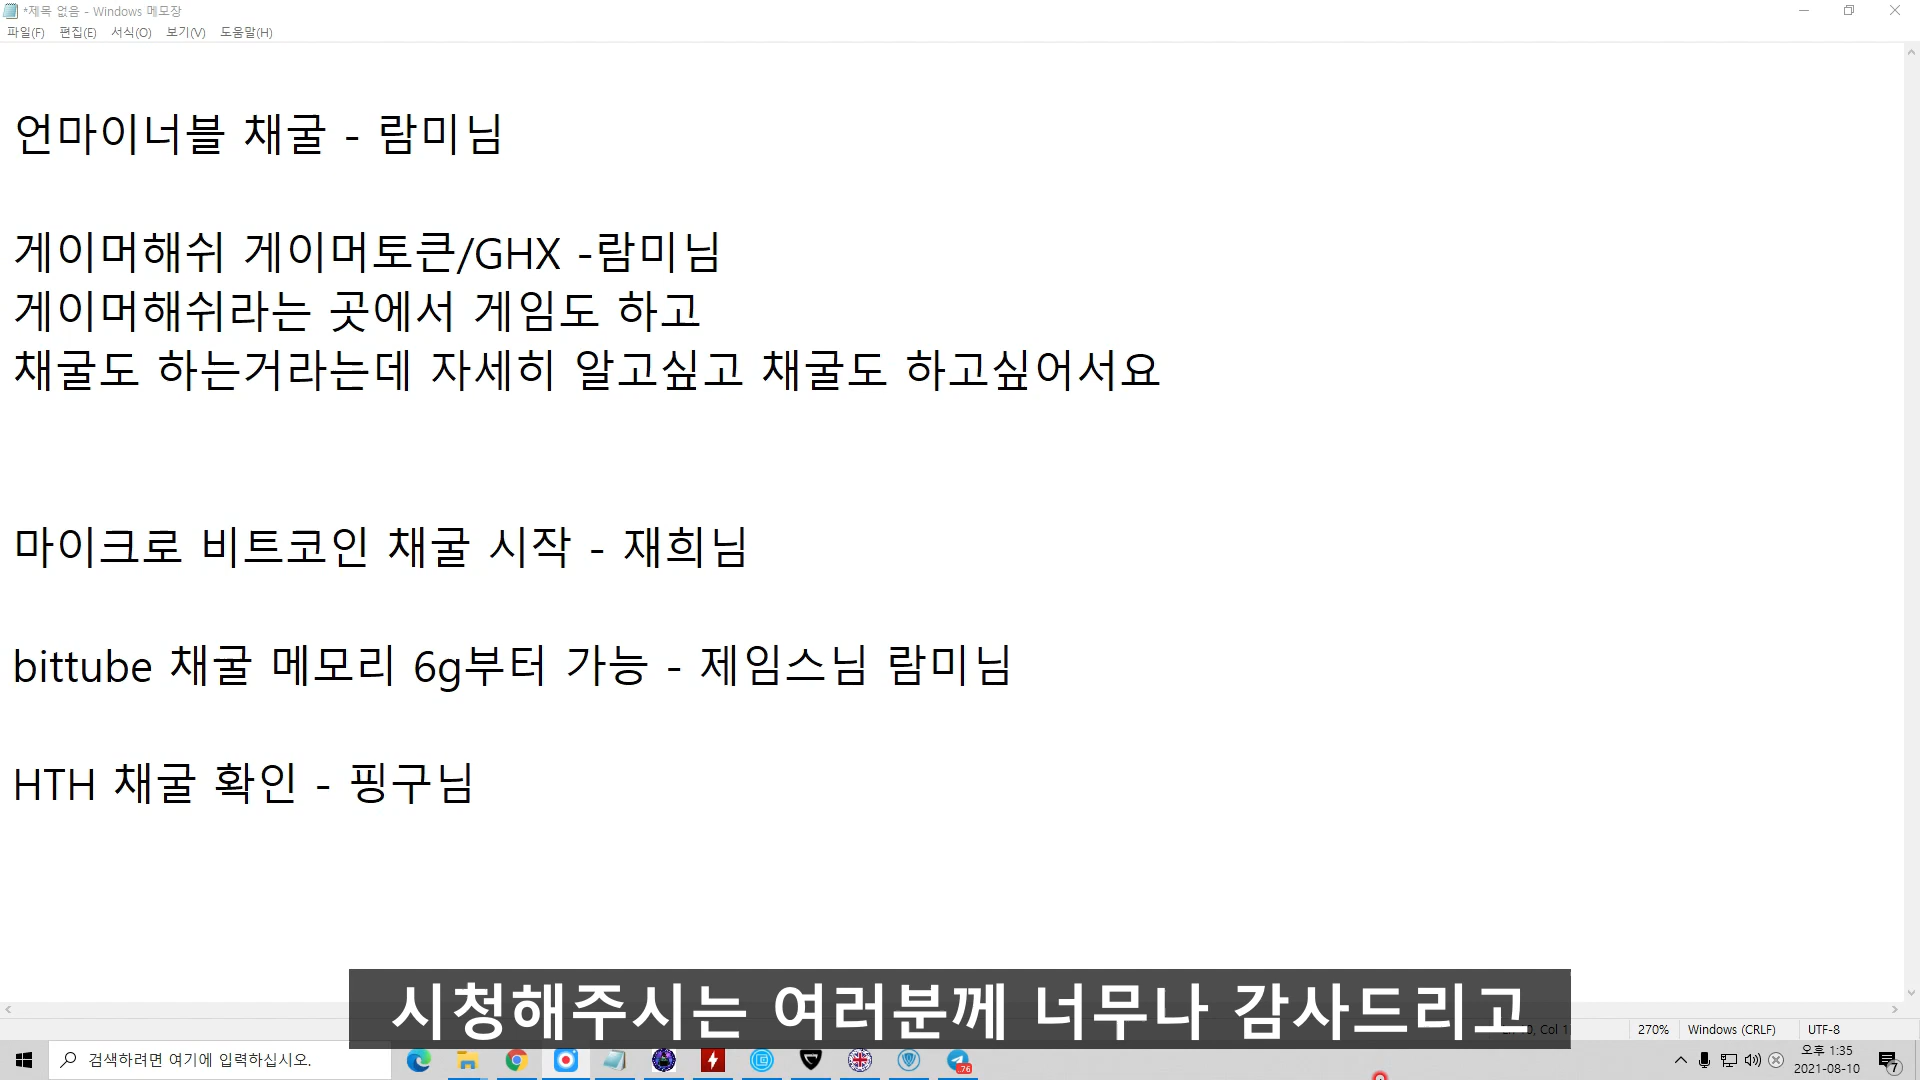 *제목 없음 - Windows 메모장
파일(F) 편집(E) 서식(O) 보기(V) 도움말(H)
언마이너블 채굴 - 람미님
게이머해쉬 게이머토큰/GHX -람미님
게이머해쉬라는 곳에서 게임도 하고
채굴도 하는거라는데 자세히 알고싶고 채굴도 하고싶어서요
마이크로 비트코인 채굴 시작 - 재희님
bittube 채굴 메모리 6g부터 가능 - 제임스님 람미님
HTH 채굴 확인 - 핑구님
시청해주시는 여러분께 너무나 감사드리고
270% Windows (CRLF) UTF-8
검색하려면 여기에 입력하십시오.
76
오후 1:35
2021-08-10
7